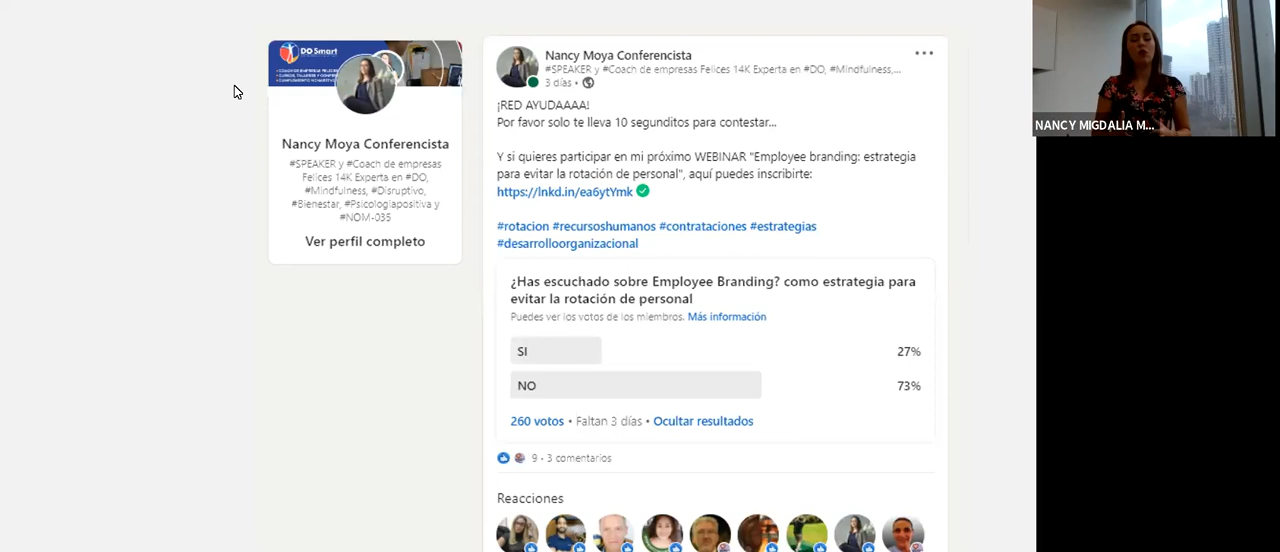 DO Smart
Nancy Moya Conferencista
#SPEAKER y #Coach de empresas
Felices 14K Experta en #DO,
#Mindfulness, #Disruptivo,
#Bienestar, #Psicologiapositiva y
#NOM-035
Ver perfil completo
Nancy Moya Conferencista
#SPEAKER y #Coach de empresas Felices 14K Experta en #DO, #Mindfulness,...
3 días •
¡RED AYUDAAAA!
Por favor solo te lleva 10 segunditos para contestar...
Y si quieres participar en mi próximo WEBINAR "Employee branding: estrategia
para evitar la rotación de personal", aquí puedes inscribirte:
https://lnkd.in/ea6ytYmk
#rotacion #recursoshumanos #contrataciones #estrategias
#desarrolloorganizacional
¿Has escuchado sobre Employee Branding? como estrategia para
evitar la rotación de personal
Puedes ver los votos de los miembros. Más información
SI 27%
NO 73%
260 votos • Faltan 3 días • Ocultar resultados
9 - 3 comentarios
Reacciones
NANCY MIGDALIA M...